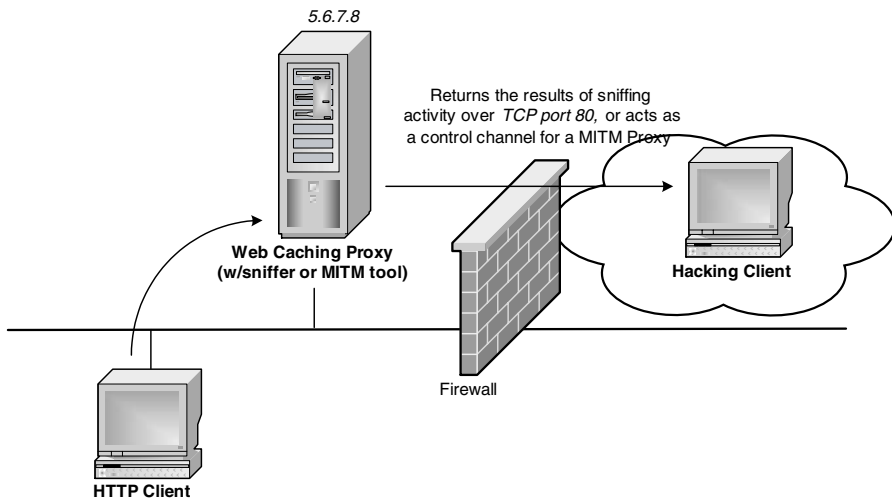 5.6.7.8
Returns the results of sniffing
activity over TCP port 80, or acts as
a control channel for a MITM Proxy
Web Caching Proxy
(w/sniffer or MITM tool)
Hacking Client
Firewall
HTTP Client